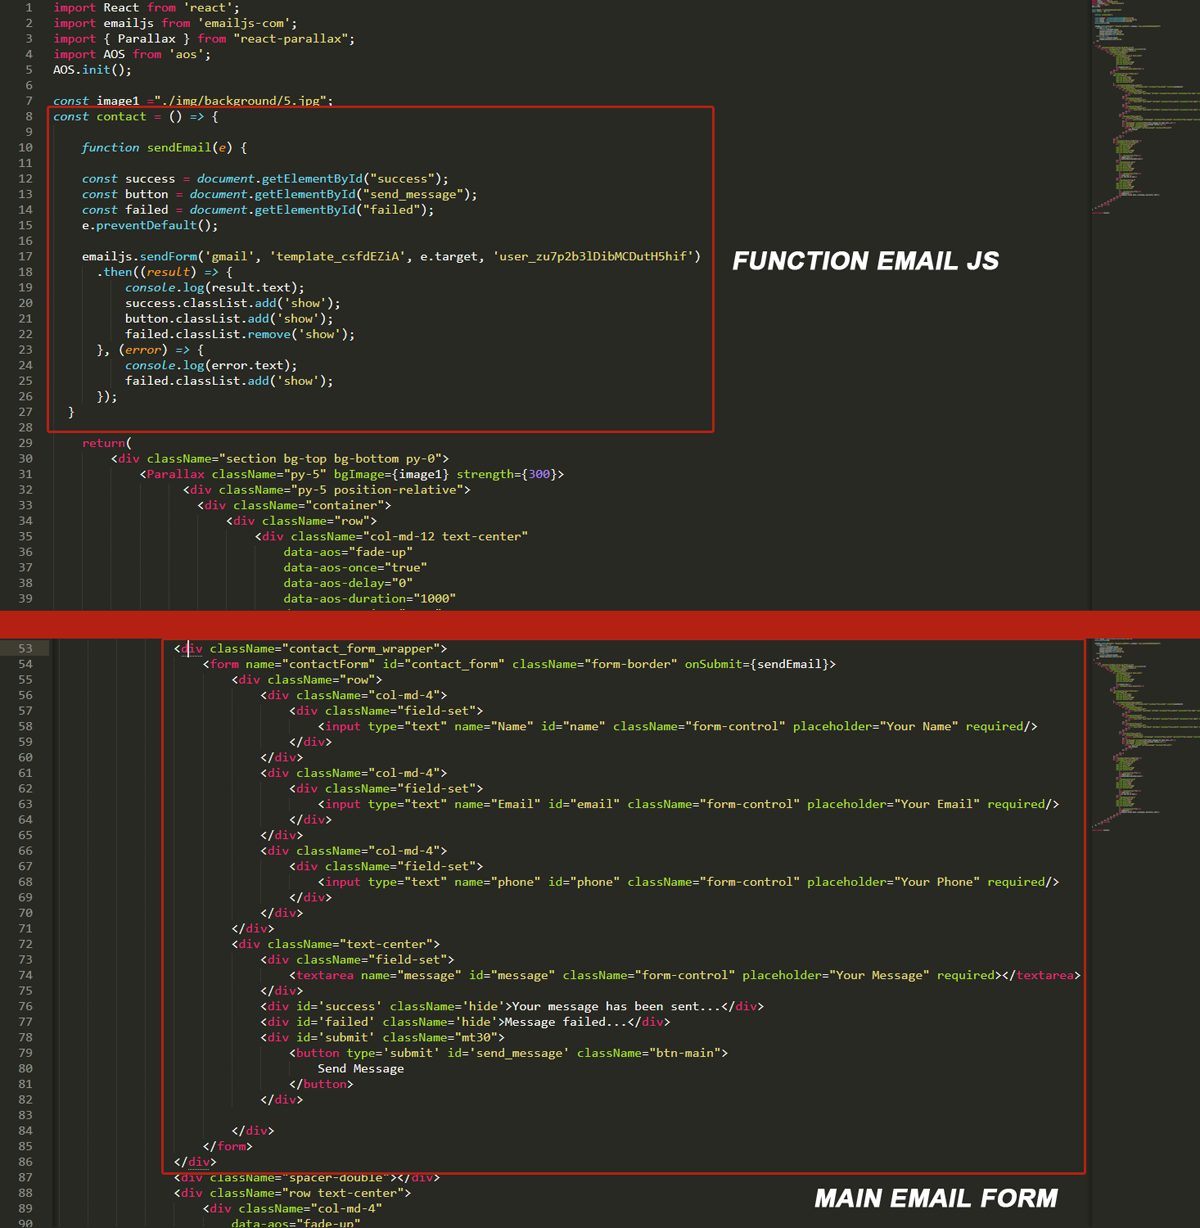 1 import React from 'react';
2 import emailjs from 'emailjs-com';
3 import { Parallax } from "react-parallax";
4 import AOS from 'aos';
5 AOS.init();
6
7 const image1 ="./img/background/5.jpg";
8 const contact = () => {
9
10 function sendEmail(e) {
11
12 const success = document.getElementById("success");
13 const button = document.getElementById("send_message");
14 const failed = document.getElementById("failed");
15 e.preventDefault();
16
17 emailjs.sendForm('gmail', 'template_csfdEZiA', e.target, 'user_zu7p2b3lDibMCDutH5hif')
FUNCTION EMAIL JS
18 .then((result) => {
19 console.log(result.text);
20 success.classList.add('show');
21 button.classList.add('show');
22 failed.classList.remove('show');
23 }, (error) => {
24 console.log(error.text);
25 failed.classList.add('show');
26 });
27 }
28
29 return(
30 <div className="section bg-top bg-bottom py-0">
31 <Parallax className="py-5" bgImage={image1} strength={300}>
32 <div className="py-5 position-relative">
33 <div className="container">
34 <div className="row">
35 <div className="col-md-12 text-center"
36 data-aos="fade-up"
37 data-aos-once="true"
38 data-aos-delay="0"
39 data-aos-duration="1000"
53 <div className="contact_form_wrapper">
54 <form name="contactForm" id="contact_form" className="form-border" onSubmit={sendEmail}>
55 <div className="row">
56 <div className="col-md-4">
57 <div className="field-set">
58 <input type="text" name="Name" id="name" className="form-control" placeholder="Your Name" required/>
59 </div>
60 </div>
61 <div className="col-md-4">
62 <div className="field-set">
63 <input type="text" name="Email" id="email" className="form-control" placeholder="Your Email" required/>
64 </div>
65 </div>
66 <div className="col-md-4">
67 <div className="field-set">
68 <input type="text" name="phone" id="phone" className="form-control" placeholder="Your Phone" required/>
69 </div>
70 </div>
71 </div>
72 <div className="text-center">
73 <div className="field-set">
74 <textarea name="message" id="message" className="form-control" placeholder="Your Message" required></textarea>
75 </div>
76 <div id='success' className='hide'>Your message has been sent...</div>
77 <div id='failed' className='hide'>Message failed...</div>
78 <div id='submit' className="mt30">
79 <button type='submit' id='send_message' className="btn-main">
80 Send Message
81 </button>
82 </div>
83
84 </div>
85 </form>
86 </div>
87 <div className="spacer-double"></div>
88 <div className="row text-center">
MAIN EMAIL FORM
89 <div className="col-md-4"
90 data-aos="fade-up"